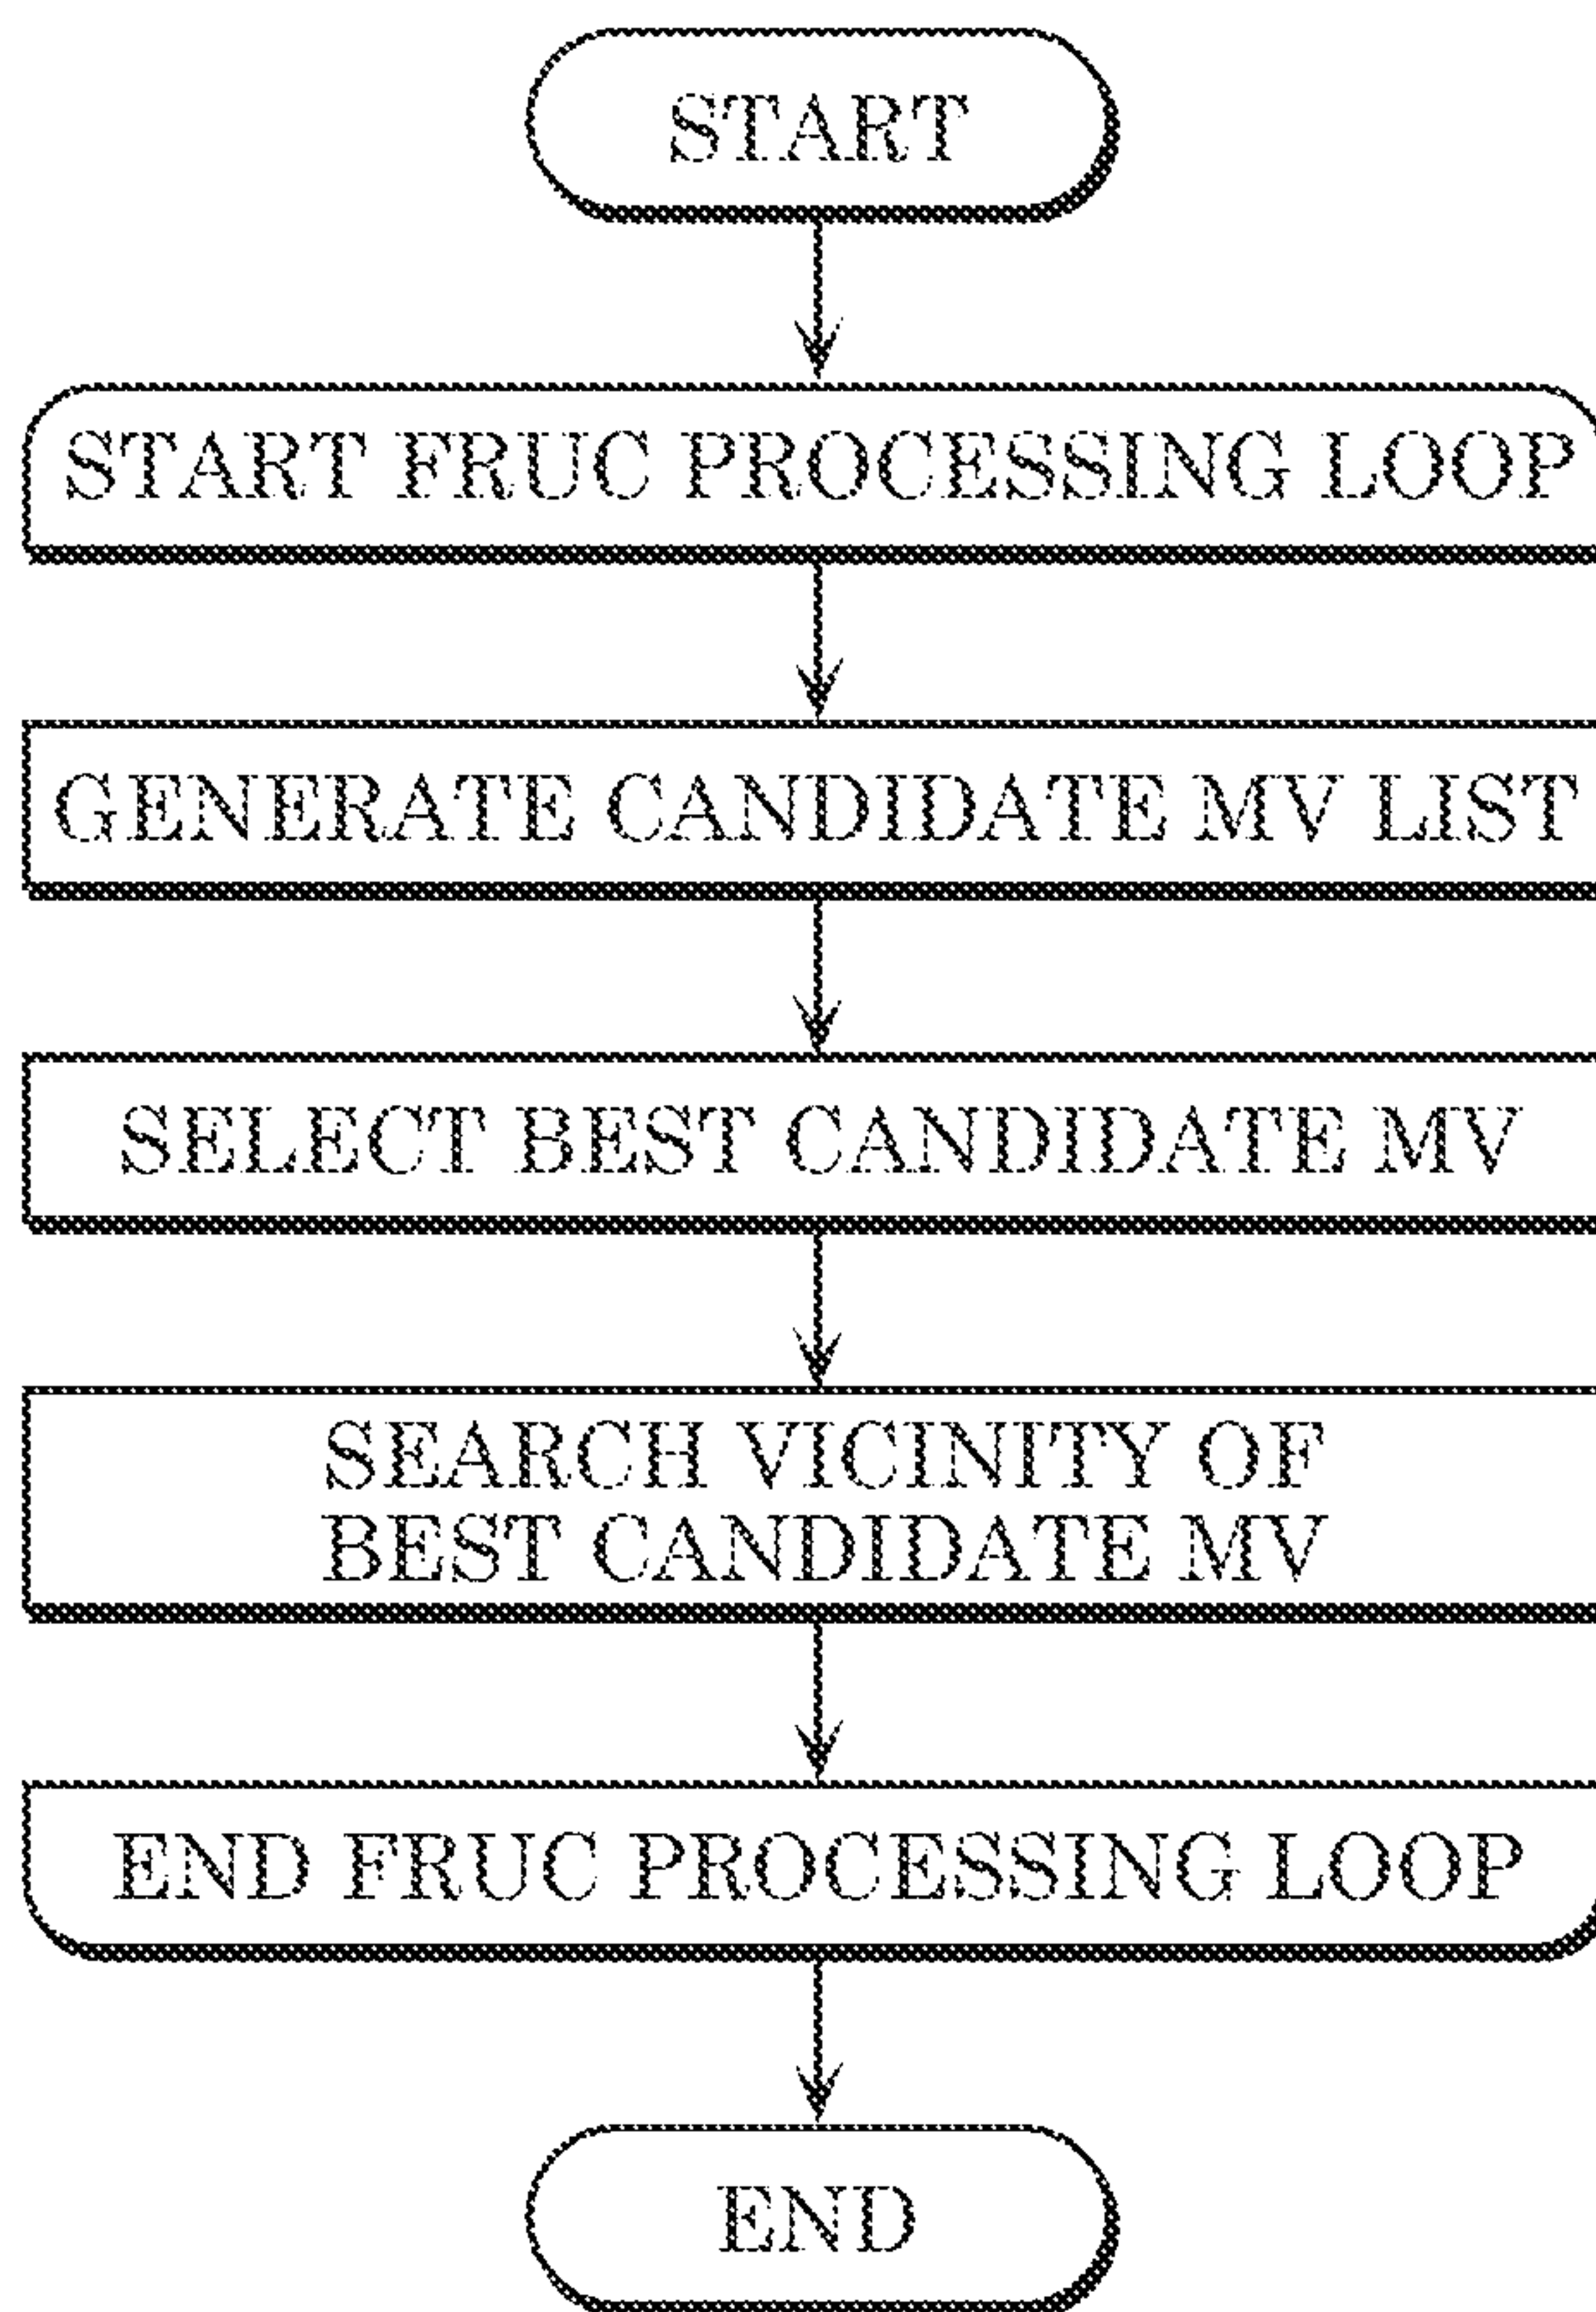 START
START FRUC PROCESSING LOOP
GENERATE CANDIDATE MV LIST
SELECT BEST CANDIDATE MV
SEARCH VICINITY OF
BEST CANDIDATE MV
END FRUC PROCESSING LOOP
END